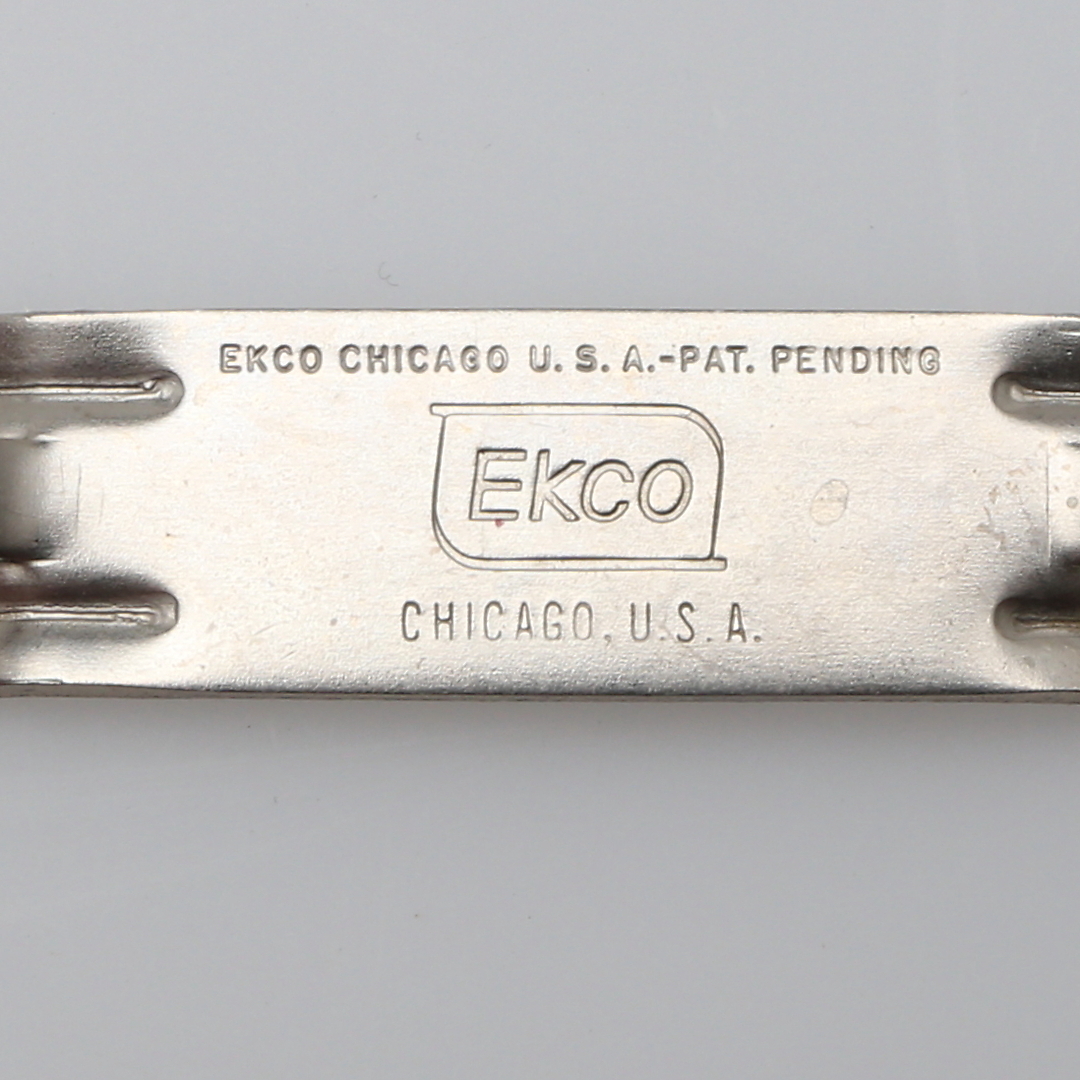 EKCO CHICAGO U. S. A.-PAT. PENDING
EKCO
CHICAGO, U.S.A.